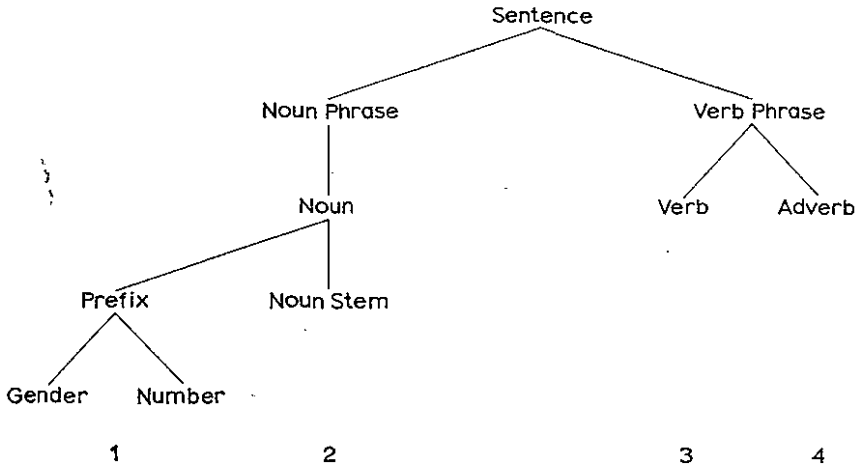 Sentence
Noun Phrase Verb Phrase
Noun Verb Adverb
Prefix Noun Stem
Gender Number
1 2 3 4